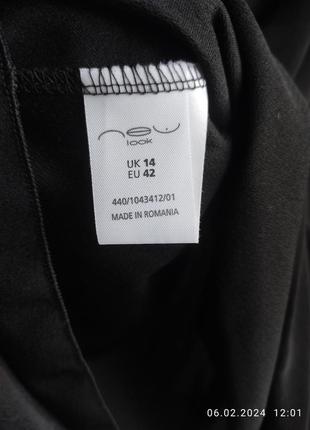 new
look
UK 14
EU 42
440/1043412/01
MADE IN ROMANIA
06.02.2024 12:01